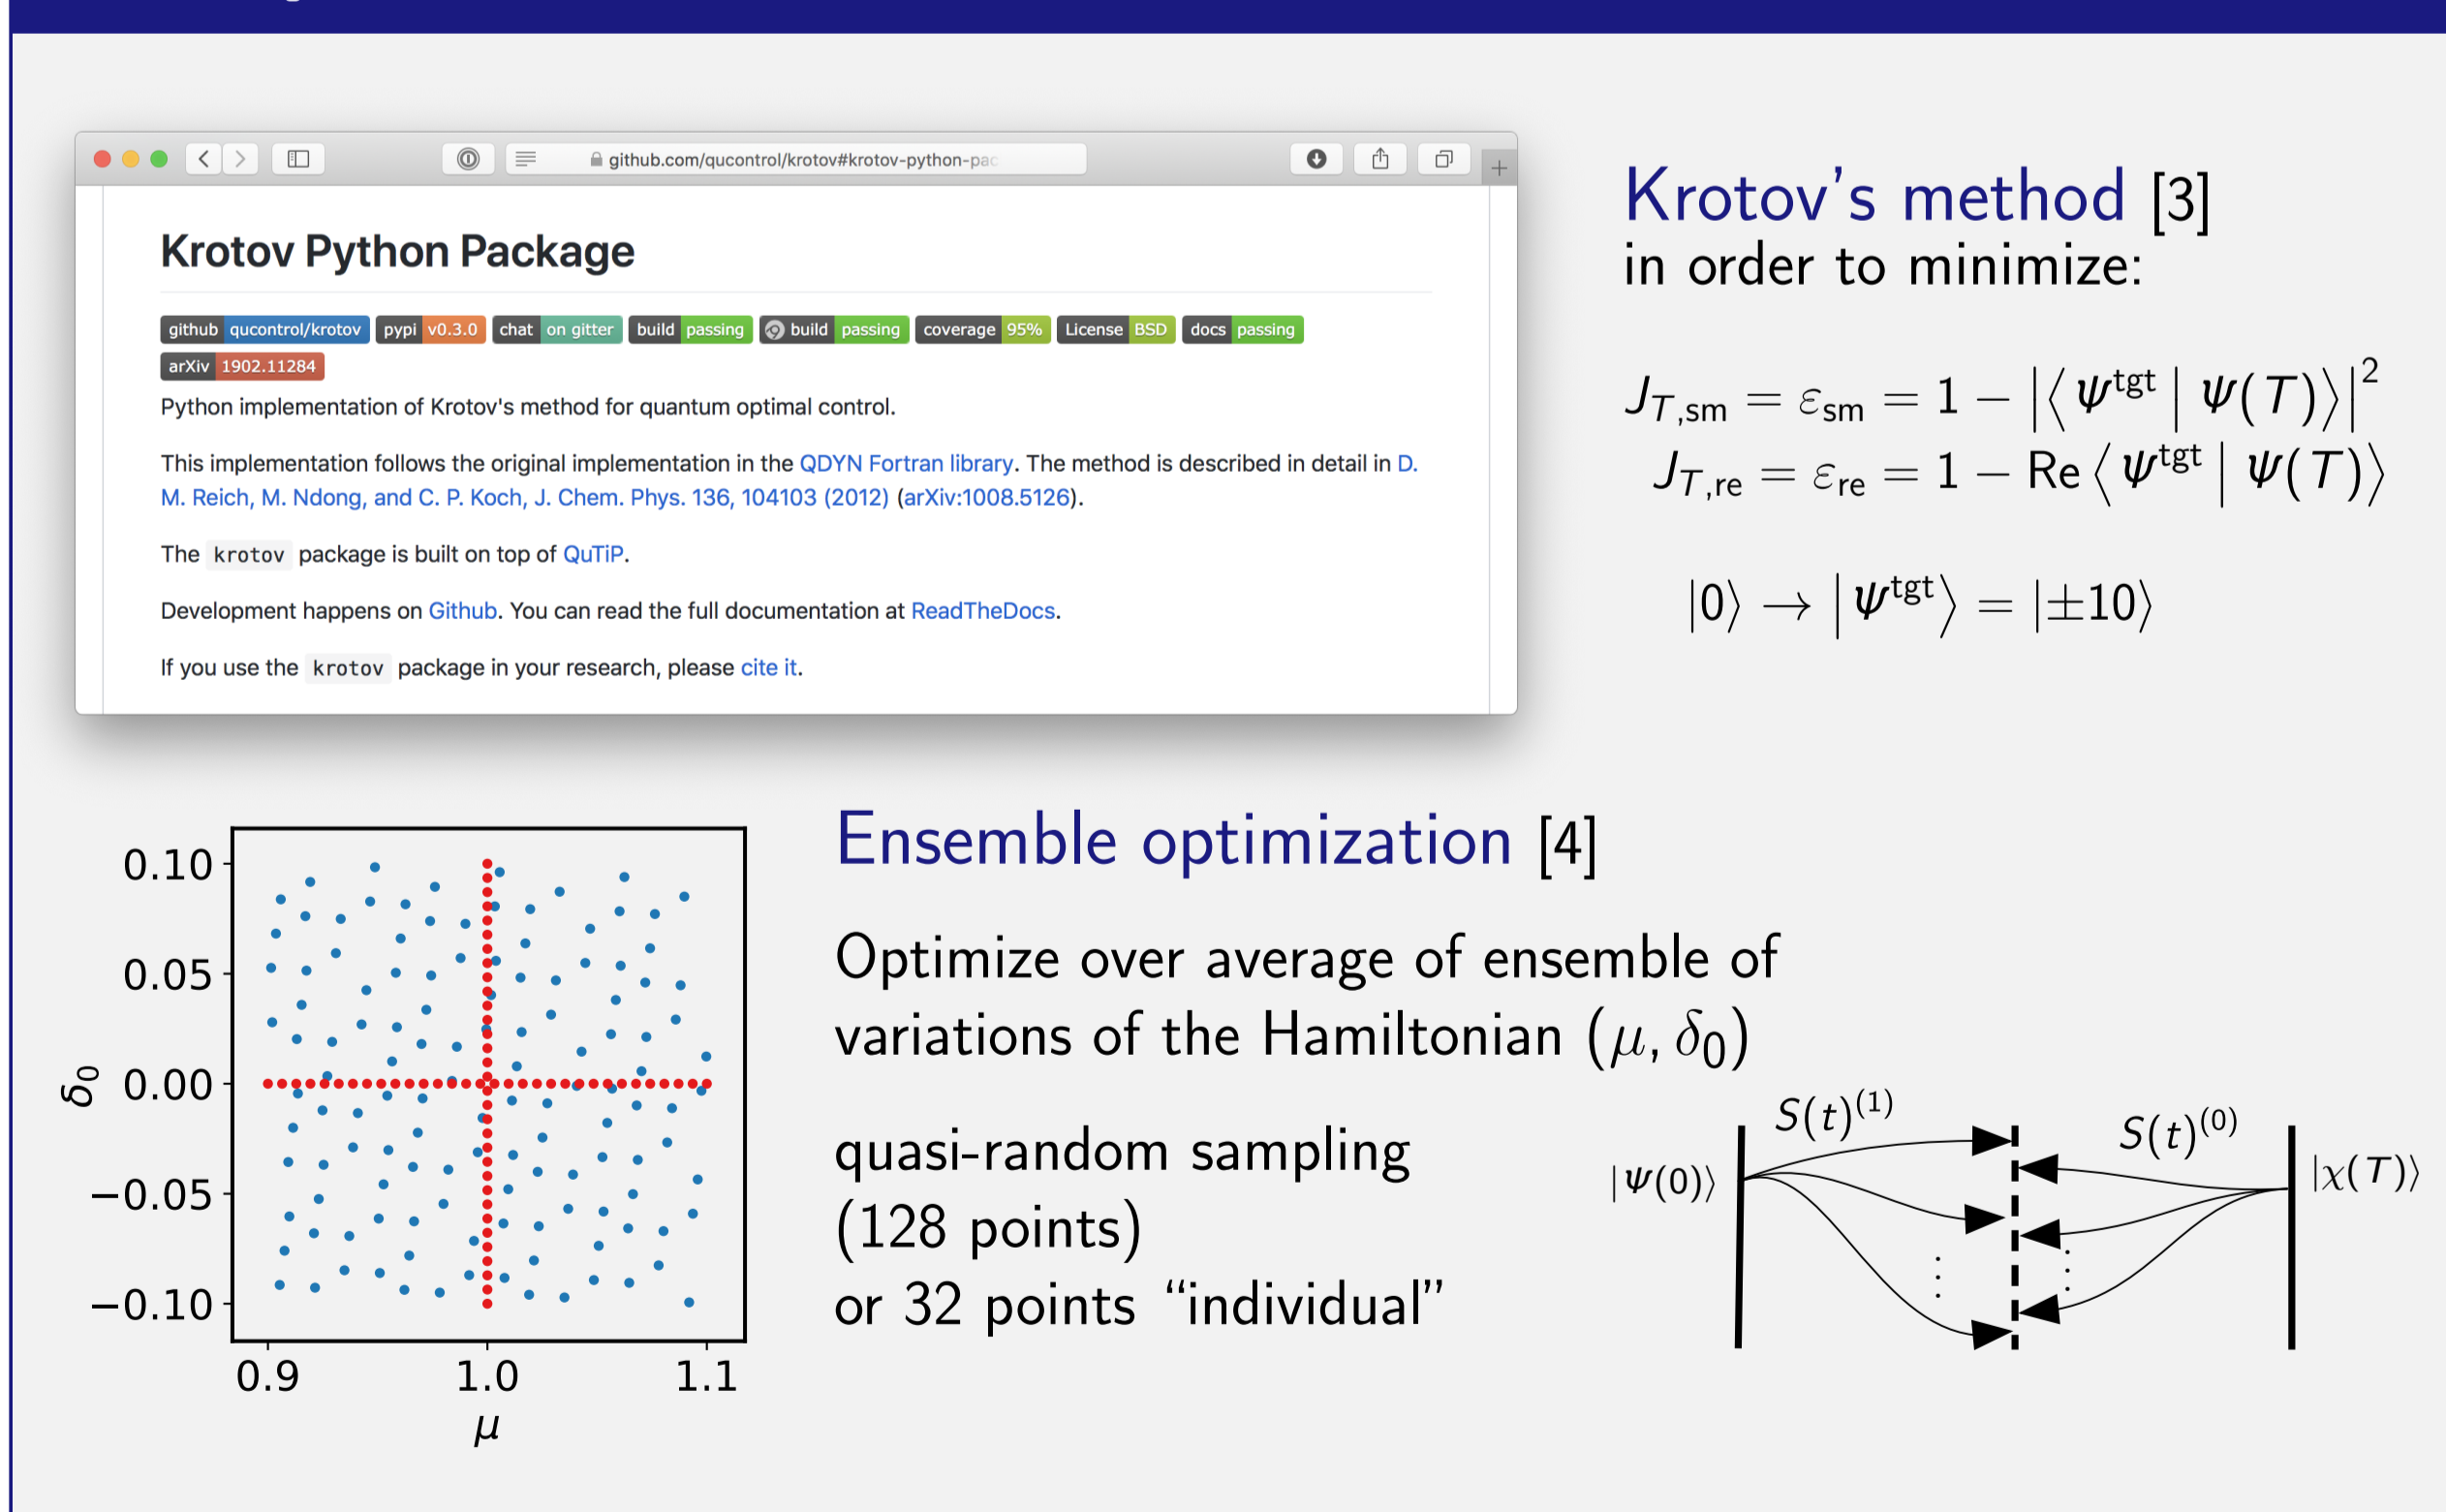 github.com/qucontrol/krotov#krotov-python-pac
Krotov Python Package
github qucontrol/krotov pypi v0.3.0 chat on gitter build passing build passing coverage 95% License BSD docs passing
arXiv 1902.11284
Python implementation of Krotov's method for quantum optimal control.
This implementation follows the original implementation in the QDYN Fortran library. The method is described in detail in D.
M. Reich, M. Ndong, and C. P. Koch, J. Chem. Phys. 136, 104103 (2012) (arXiv:1008.5126).
The krotov package is built on top of QuTiP.
Development happens on Github. You can read the full documentation at ReadTheDocs.
If you use the krotov package in your research, please cite it.
Krotov's method [3]
in order to minimize:
J_{T,sm} = ε_{sm} = 1 − |⟨Ψ^{tgt} | Ψ(T)⟩|²
J_{T,re} = ε_{re} = 1 − Re⟨Ψ^{tgt} | Ψ(T)⟩
|0⟩ → |Ψ^{tgt}⟩ = |±10⟩
0.10
0.05
0.00
−0.05
−0.10
δ₀
0.9 1.0 1.1
μ
Ensemble optimization [4]
Optimize over average of ensemble of
variations of the Hamiltonian (μ, δ₀)
quasi-random sampling
(128 points)
or 32 points “individual”
S(t)⁽¹⁾ S(t)⁽⁰⁾
|Ψ(0)⟩ |χ(T)⟩